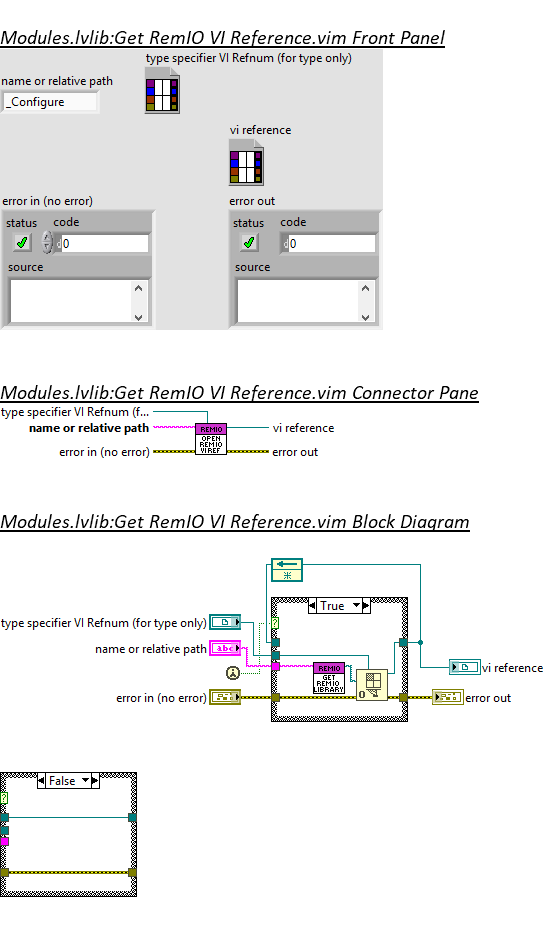 Modules.lvlib:Get RemIO VI Reference.vim Front Panel
type specifier VI Refnum (for type only)
name or relative path
_Configure
vi reference
error in (no error)
error out
status code
d 0
status code
d 0
source
source
Modules.lvlib:Get RemIO VI Reference.vim Connector Pane
type specifier VI Refnum (f...
name or relative path
error in (no error)
REMIO
OPEN
REMIO
VI REF
vi reference
error out
Modules.lvlib:Get RemIO VI Reference.vim Block Diagram
True
type specifier VI Refnum (for type only)
?
name or relative path
abc
REMIO
GET
REMIO
LIBRARY
vi reference
error in (no error)
0
error out
False
?